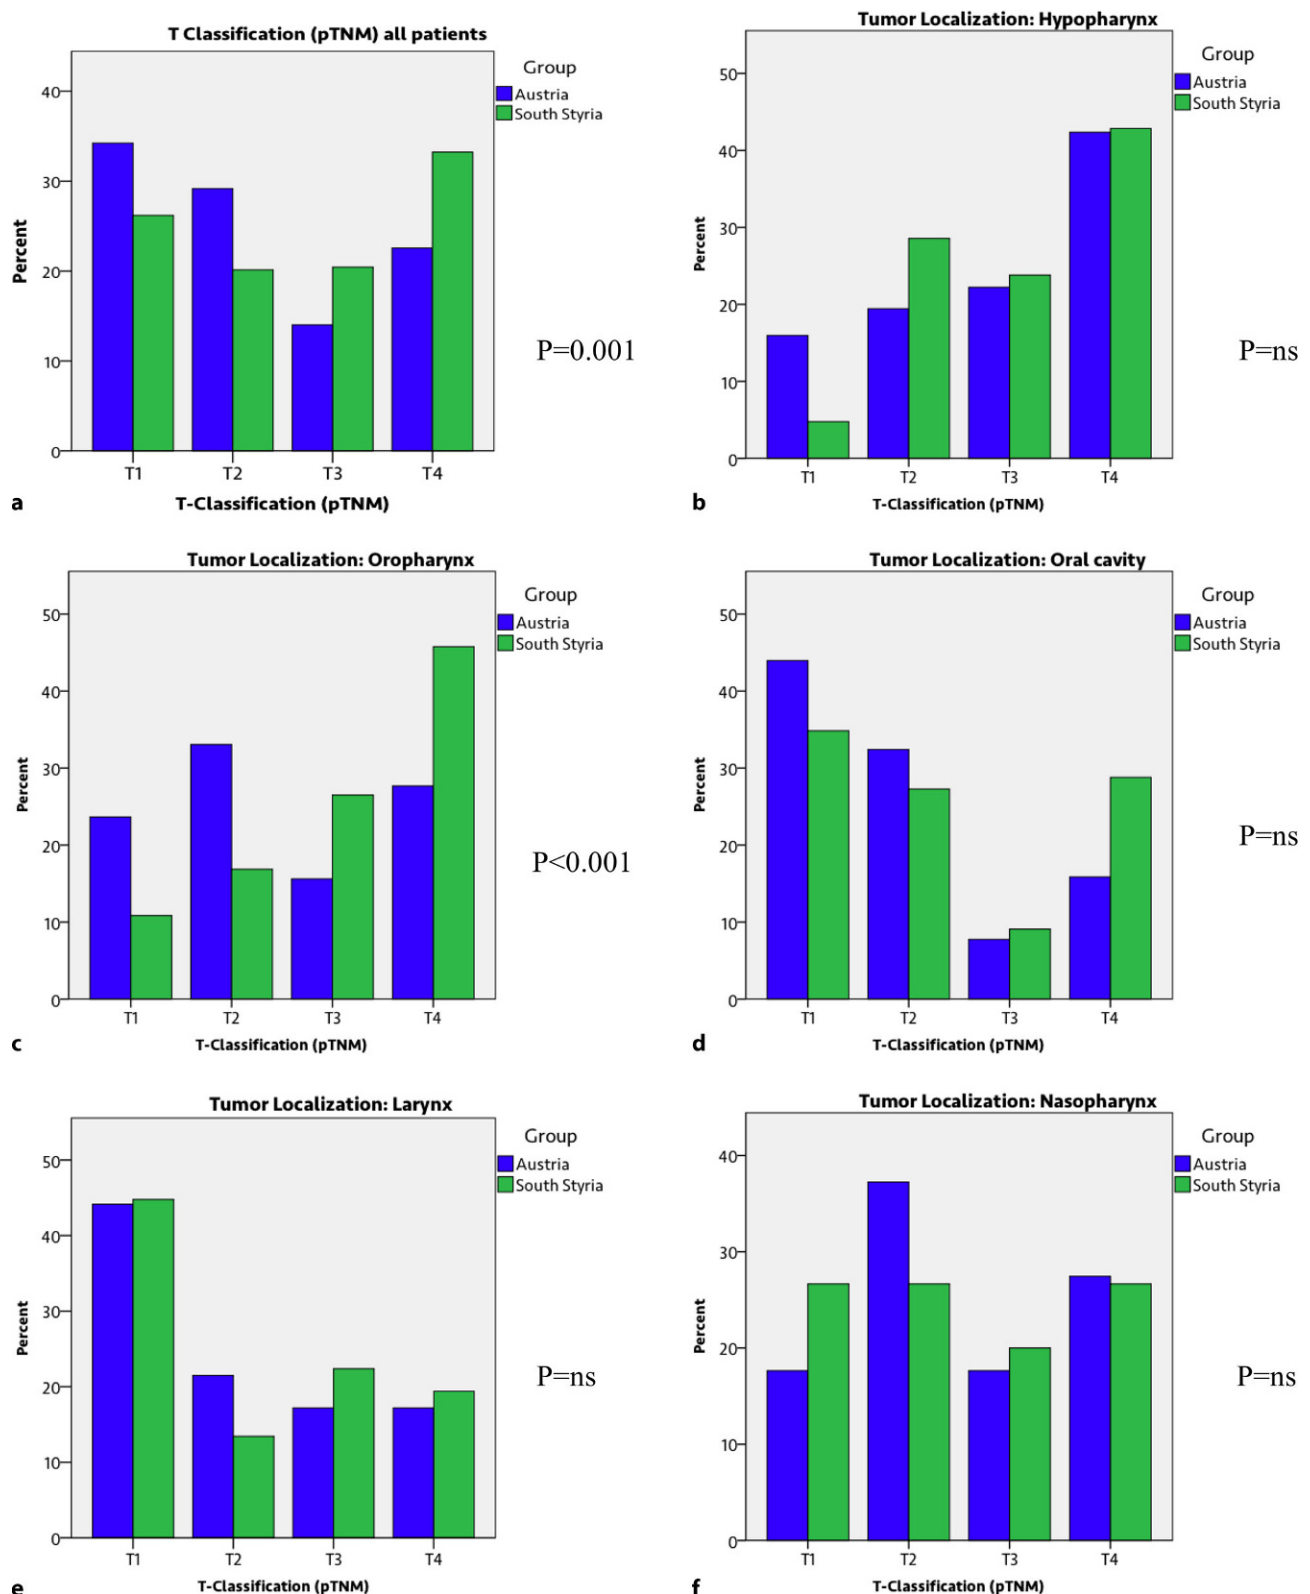 T Classification (pTNM) all patients
Group
Austria
South Styria
Percent
40
30
20
10
0
T1 T2 T3 T4
T-Classification (pTNM)
P=0.001
a
Tumor Localization: Hypopharynx
Group
Austria
South Styria
Percent
50
40
30
20
10
0
T1 T2 T3 T4
T-Classification (pTNM)
P=ns
b
Tumor Localization: Oropharynx
Group
Austria
South Styria
Percent
50
40
30
20
10
0
T1 T2 T3 T4
T-Classification (pTNM)
P<0.001
c
Tumor Localization: Oral cavity
Group
Austria
South Styria
Percent
50
40
30
20
10
0
T1 T2 T3 T4
T-Classification (pTNM)
P=ns
d
Tumor Localization: Larynx
Group
Austria
South Styria
Percent
50
40
30
20
10
0
T1 T2 T3 T4
T-Classification (pTNM)
P=ns
e
Tumor Localization: Nasopharynx
Group
Austria
South Styria
Percent
40
30
20
10
0
T1 T2 T3 T4
T-Classification (pTNM)
P=ns
f